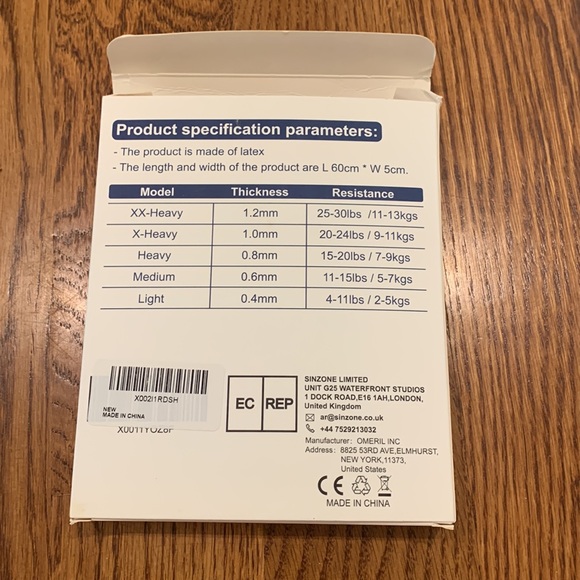 Product specification parameters:
- The product is made of latex
- The length and width of the product are L 60cm * W 5cm.
Model Thickness Resistance
XX-Heavy 1.2mm 25-30lbs /11-13kgs
X-Heavy 1.0mm 20-24lbs / 9-11kgs
Heavy 0.8mm 15-20lbs / 7-9kgs
Medium 0.6mm 11-15lbs / 5-7kgs
Light 0.4mm 4-11lbs / 2-5kgs
X002I1RDSH
NEW
MADE IN CHINA
EC REP
SINZONE LIMITED
UNIT G25 WATERFRONT STUDIOS
1 DOCK ROAD,E16 1AH,LONDON,
United Kingdom
ar@sinzone.co.uk
+44 7529213032
Manufacturer: OMERIL INC
Address: 8825 53RD AVE,ELMHURST,
NEW YORK,11373,
United States
CE
MADE IN CHINA